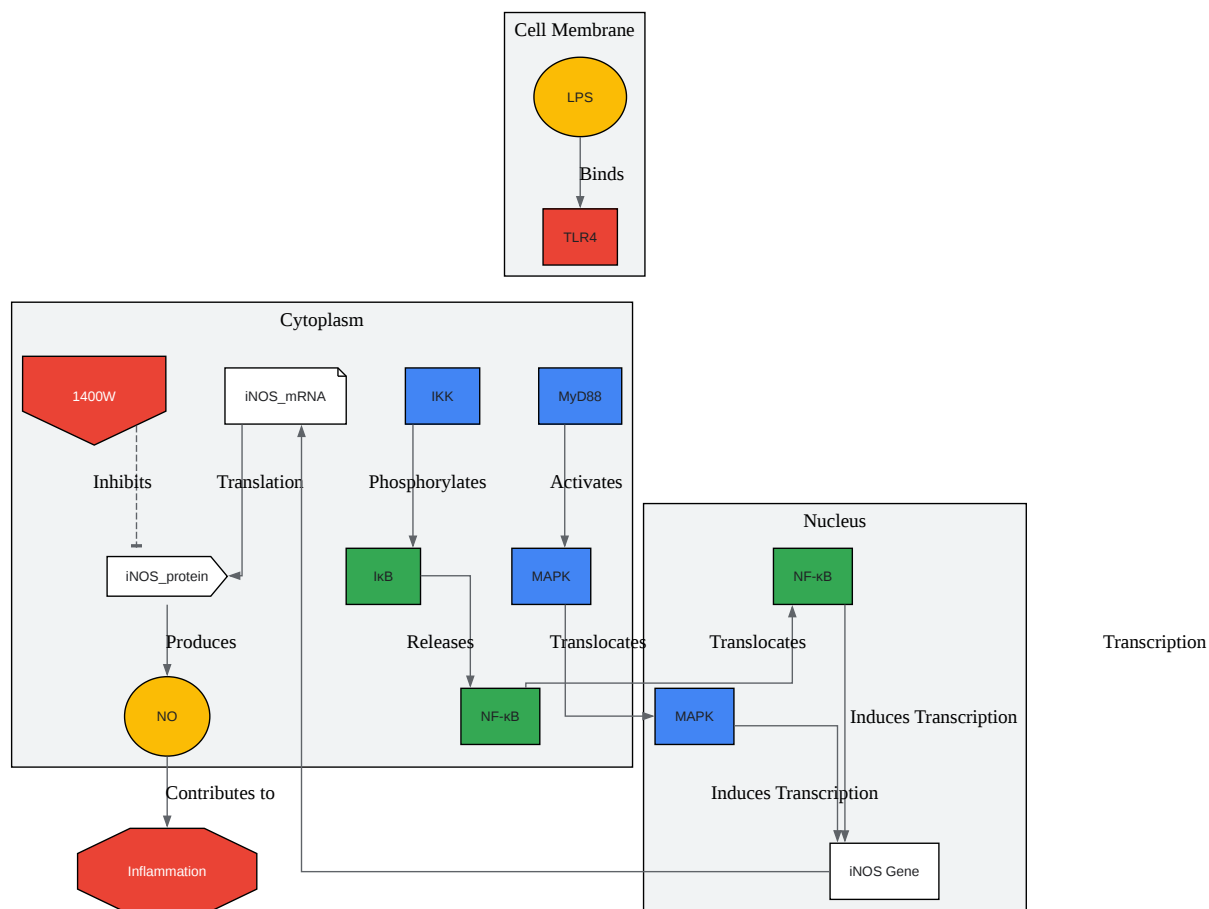 Cell Membrane
LPS
Binds
TLR4
Cytoplasm
1400W
iNOS_mRNA
IKK
MyD88
Inhibits
Translation
Phosphorylates
Activates
Nucleus
iNOS_protein
IκB
MAPK
NF-κB
Produces
Releases
Translocates
Translocates
Transcription
NO
NF-κB
MAPK
Induces Transcription
Contributes to
Induces Transcription
Inflammation
iNOS Gene